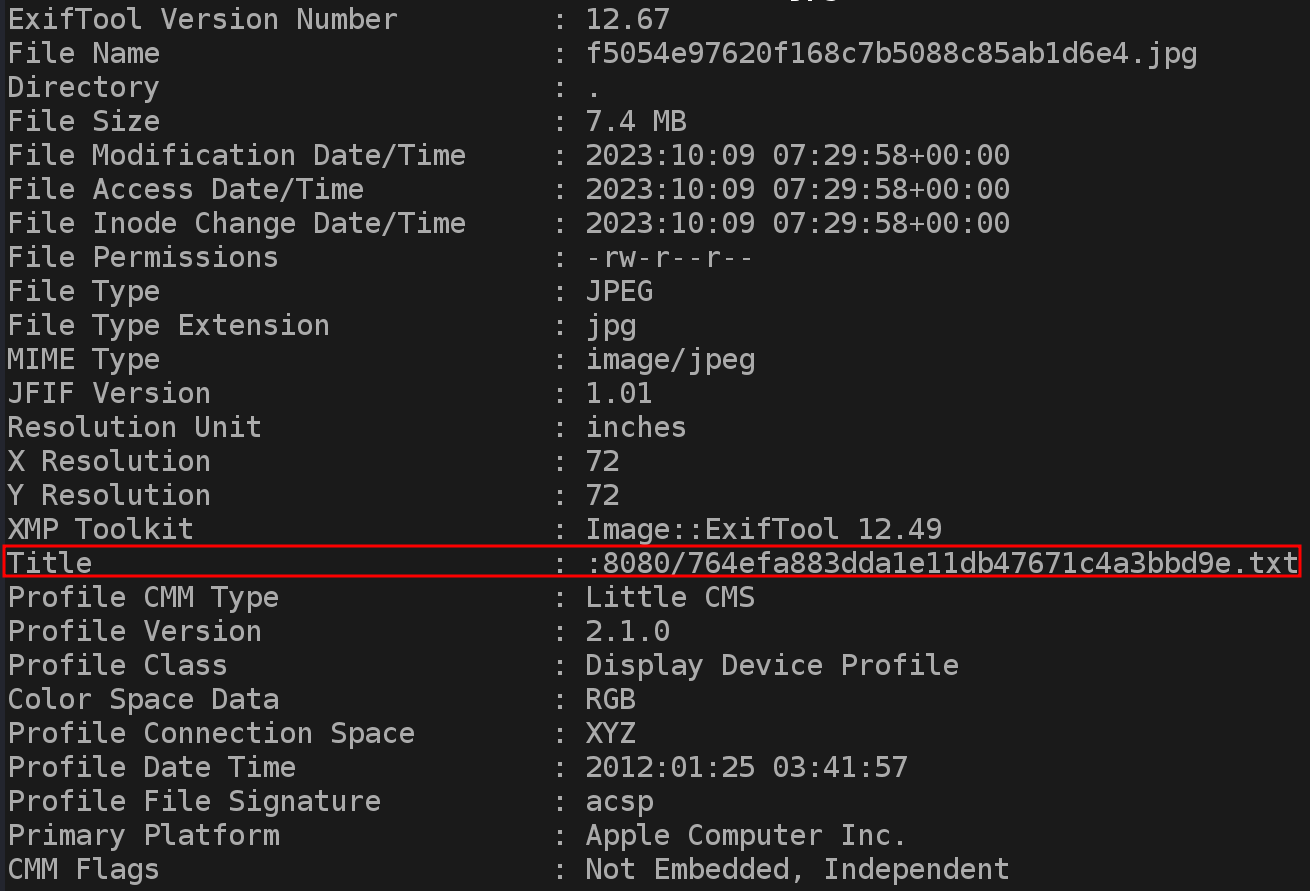 ExifTool Version Number : 12.67
File Name : f5054e97620f168c7b5088c85ab1d6e4.jpg
Directory : .
File Size : 7.4 MB
File Modification Date/Time : 2023:10:09 07:29:58+00:00
File Access Date/Time : 2023:10:09 07:29:58+00:00
File Inode Change Date/Time : 2023:10:09 07:29:58+00:00
File Permissions : -rw-r--r--
File Type : JPEG
File Type Extension : jpg
MIME Type : image/jpeg
JFIF Version : 1.01
Resolution Unit : inches
X Resolution : 72
Y Resolution : 72
XMP Toolkit : Image::ExifTool 12.49
Title : :8080/764efa883dda1e11db47671c4a3bbd9e.txt
Profile CMM Type : Little CMS
Profile Version : 2.1.0
Profile Class : Display Device Profile
Color Space Data : RGB
Profile Connection Space : XYZ
Profile Date Time : 2012:01:25 03:41:57
Profile File Signature : acsp
Primary Platform : Apple Computer Inc.
CMM Flags : Not Embedded, Independent